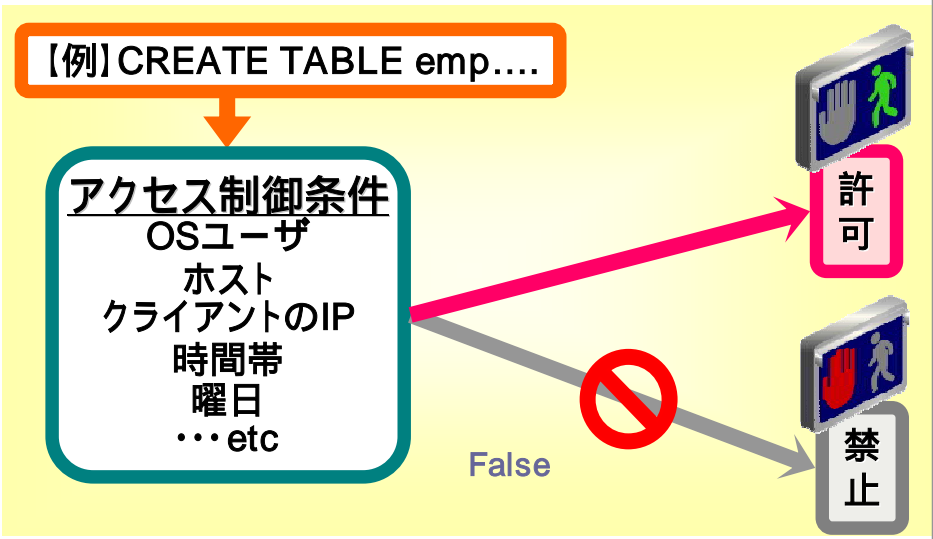 【例】CREATE TABLE emp....
アクセス制御条件
OSユーザ
ホスト
クライアントのIP
時間帯
曜日
・・・etc
許
可
False
禁
止